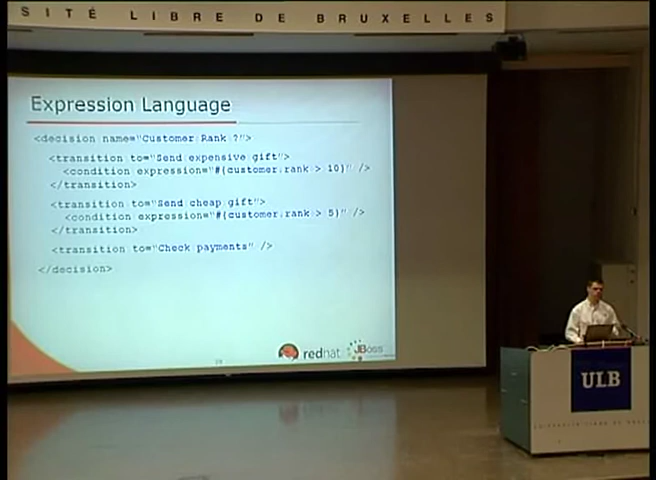 SITÉ LIBRE DE BRUXELLES
Expression Language
<decision name="Customer Rank ?">
<transition to="Send expensive gift">
<condition expression="#{customer.rank > 10}" />
</transition>
<transition to="Send cheap gift">
<condition expression="#{customer.rank > 5}" />
</transition>
<transition to="Check payments" />
</decision>
redhat JBoss
ULB